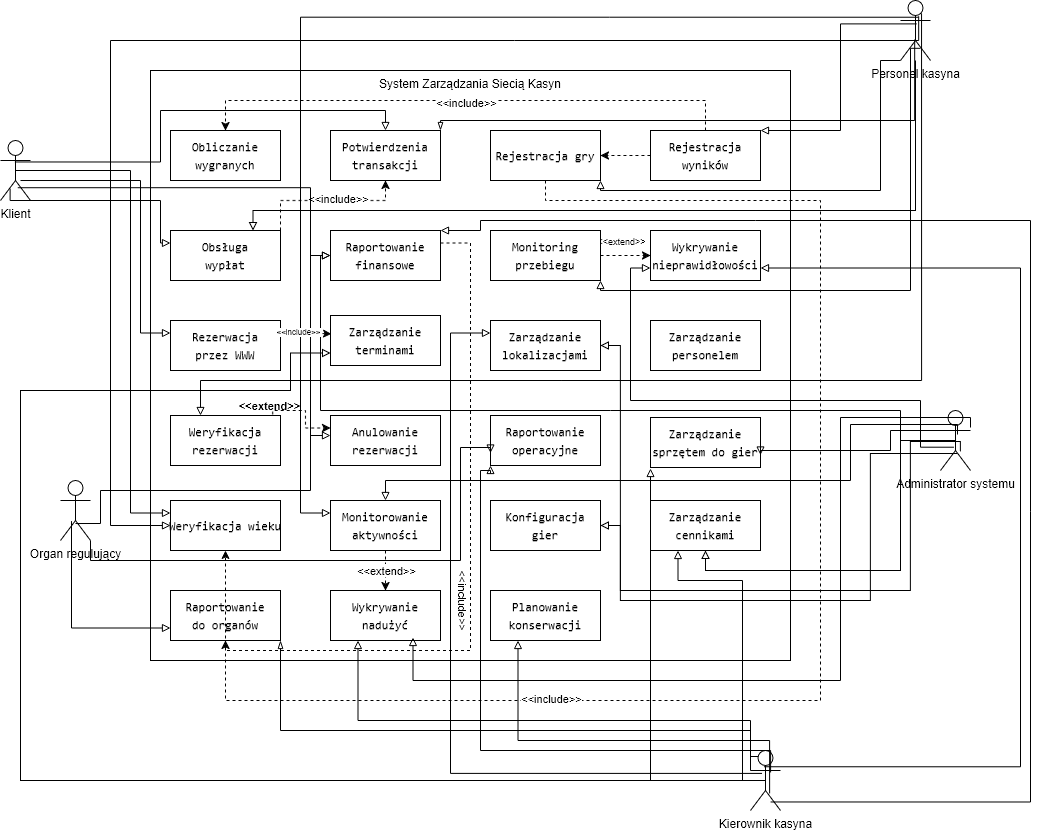 Personel kasyna
System Zarządzania Siecią Kasyn
<<include>>
Obliczanie
wygranych
Potwierdzenia
transakcji
Rejestracja gry
Rejestracja
wyników
Klient
<<include>>
Obsługa
wypłat
Raportowanie
finansowe
Monitoring
przebiegu
<<extend>>
Wykrywanie
nieprawidłowości
Rezerwacja
przez WWW
<<include>>
Zarządzanie
terminami
Zarządzanie
lokalizacjami
Zarządzanie
personelem
<<extend>>
Weryfikacja
rezerwacji
Anulowanie
rezerwacji
Raportowanie
operacyjne
Zarządzanie
sprzętem do gier
Administrator systemu
Organ regulujący
Weryfikacja wieku
Monitorowanie
aktywności
Konfiguracja
gier
Zarządzanie
cennikami
<<extend>>
<<include>>
Raportowanie
do organów
Wykrywanie
nadużyć
Planowanie
konserwacji
<<include>>
Kierownik kasyna